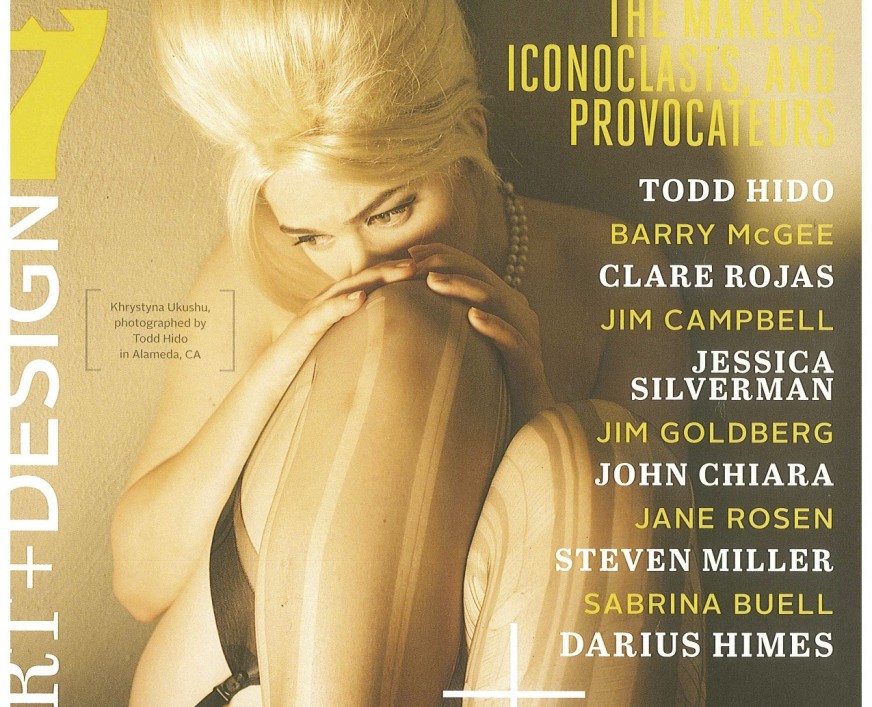 7
RT+DESIGN
THE MAKERS,
ICONOCLASTS, AND
PROVOCATEURS
TODD HIDO
BARRY McGEE
CLARE ROJAS
JIM CAMPBELL
JESSICA
SILVERMAN
JIM GOLDBERG
JOHN CHIARA
JANE ROSEN
STEVEN MILLER
SABRINA BUELL
DARIUS HIMES
+
Khrystyna Ukushu,
photographed by
Todd Hido
in Alameda, CA